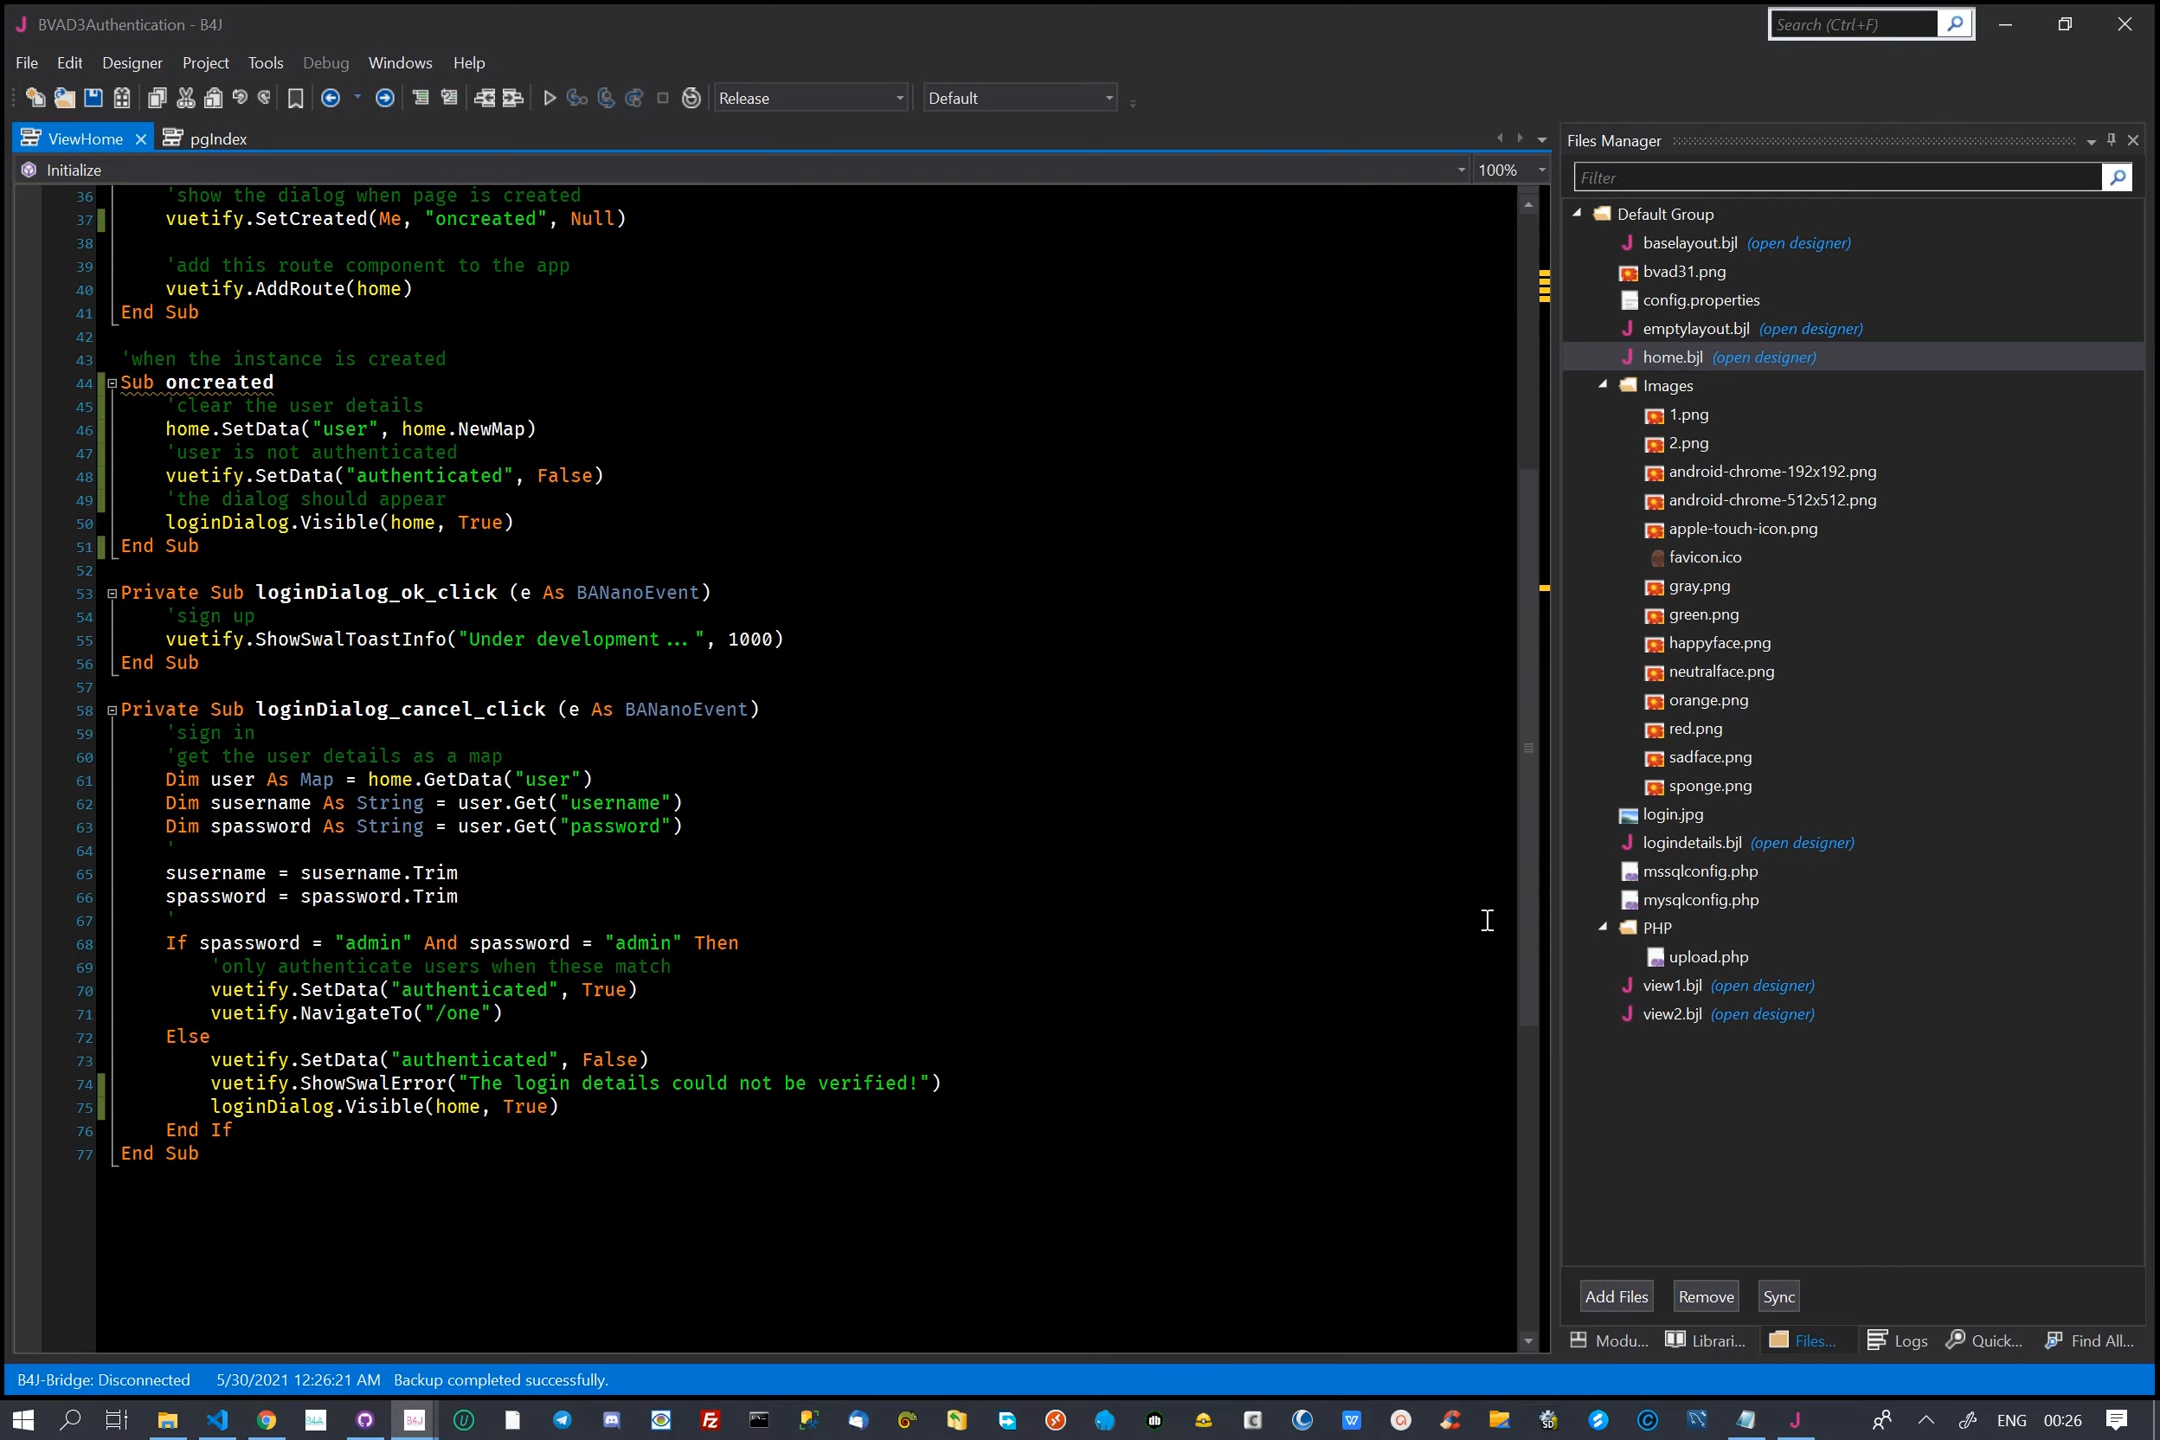 BVAD3Authentication - B4J
Search (Ctrl+F)
File Edit Designer Project Tools Debug Windows Help
Release
Default
ViewHome
pgIndex
Initialize
100%
36 'show the dialog when page is created
37 vuetify.SetCreated(Me, "oncreated", Null)
38
39 'add this route component to the app
40 vuetify.AddRoute(home)
41 End Sub
42
43 'when the instance is created
44 Sub oncreated
45 'clear the user details
46 home.SetData("user", home.NewMap)
47 'user is not authenticated
48 vuetify.SetData("authenticated", False)
49 'the dialog should appear
50 loginDialog.Visible(home, True)
51 End Sub
52
53 Private Sub loginDialog_ok_click (e As BANanoEvent)
54 'sign up
55 vuetify.ShowSwalToastInfo("Under development...", 1000)
56 End Sub
57
58 Private Sub loginDialog_cancel_click (e As BANanoEvent)
59 'sign in
60 'get the user details as a map
61 Dim user As Map = home.GetData("user")
62 Dim susername As String = user.Get("username")
63 Dim spassword As String = user.Get("password")
64 '
65 susername = susername.Trim
66 spassword = spassword.Trim
67 '
68 If spassword = "admin" And spassword = "admin" Then
69 'only authenticate users when these match
70 vuetify.SetData("authenticated", True)
71 vuetify.NavigateTo("/one")
72 Else
73 vuetify.SetData("authenticated", False)
74 vuetify.ShowSwalError("The login details could not be verified!")
75 loginDialog.Visible(home, True)
76 End If
77 End Sub
Files Manager
Filter
Default Group
baselayout.bjl (open designer)
bvad31.png
config.properties
emptylayout.bjl (open designer)
home.bjl (open designer)
Images
1.png
2.png
android-chrome-192x192.png
android-chrome-512x512.png
apple-touch-icon.png
favicon.ico
gray.png
green.png
happyface.png
neutralface.png
orange.png
red.png
sadface.png
sponge.png
login.jpg
logindetails.bjl (open designer)
mssqlconfig.php
mysqlconfig.php
PHP
upload.php
view1.bjl (open designer)
view2.bjl (open designer)
Add Files Remove Sync
Modu... Librari... Files... Logs Quick... Find All...
B4J-Bridge: Disconnected 5/30/2021 12:26:21 AM Backup completed successfully.
B4A B4J ENG 00:26